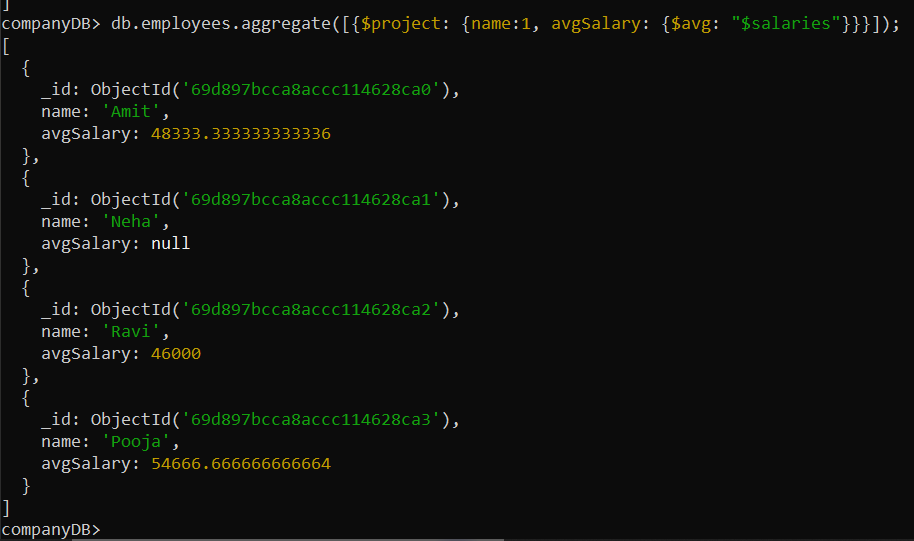 ]
companyDB> db.employees.aggregate([{$project: {name:1, avgSalary: {$avg: "$salaries"}}}]);
[
  {
    _id: ObjectId('69d897bcca8accc114628ca0'),
    name: 'Amit',
    avgSalary: 48333.333333333336
  },
  {
    _id: ObjectId('69d897bcca8accc114628ca1'),
    name: 'Neha',
    avgSalary: null
  },
  {
    _id: ObjectId('69d897bcca8accc114628ca2'),
    name: 'Ravi',
    avgSalary: 46000
  },
  {
    _id: ObjectId('69d897bcca8accc114628ca3'),
    name: 'Pooja',
    avgSalary: 54666.666666666664
  }
]
companyDB>